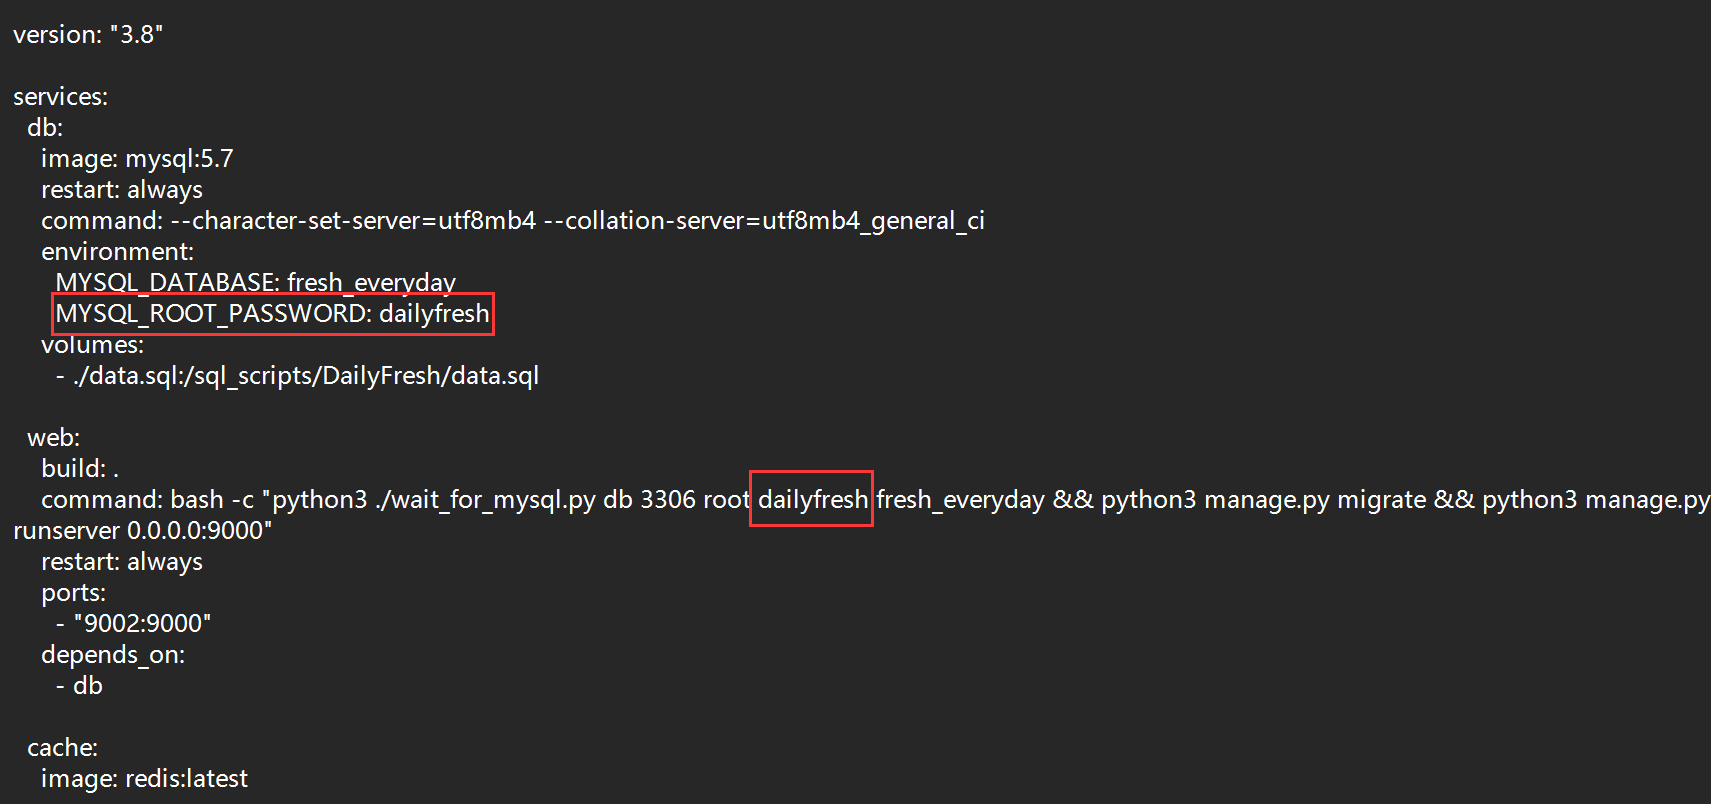 version: "3.8"
services:
db:
image: mysql:5.7
restart: always
command: --character-set-server=utf8mb4 --collation-server=utf8mb4_general_ci
environment:
MYSQL_DATABASE: fresh_everyday
MYSQL_ROOT_PASSWORD: dailyfresh
volumes:
- ./data.sql:/sql_scripts/DailyFresh/data.sql
web:
build: .
command: bash -c "python3 ./wait_for_mysql.py db 3306 root dailyfresh fresh_everyday && python3 manage.py migrate && python3 manage.py
runserver 0.0.0.0:9000"
restart: always
ports:
- "9002:9000"
depends_on:
- db
cache:
image: redis:latest